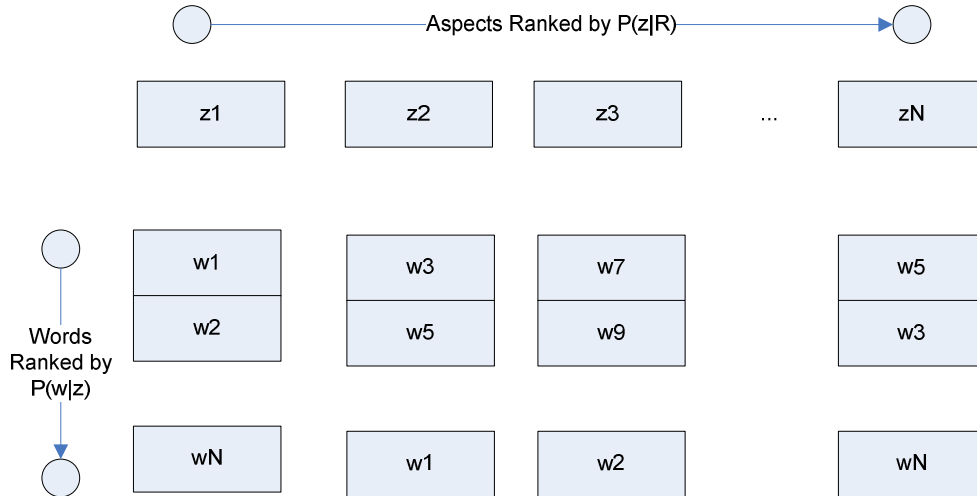 Aspects Ranked by P(z|R)
z1 z2 z3 ... zN
w1 w3 w7 w5
w2 w5 w9 w3
Words
Ranked by
P(w|z)
wN w1 w2 wN